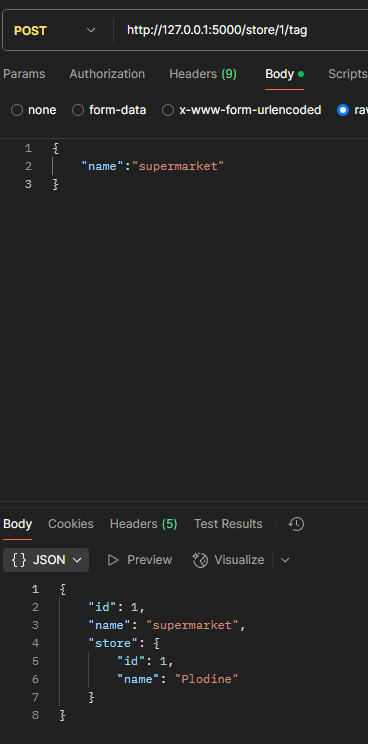 POST http://127.0.0.1:5000/store/1/tag
Params Authorization Headers (9) Body Scripts
none form-data x-www-form-urlencoded raw
1 {
2 "name":"supermarket"
3 }
Body Cookies Headers (5) Test Results
{} JSON Preview Visualize
1 {
2 "id": 1,
3 "name": "supermarket",
4 "store": {
5 "id": 1,
6 "name": "Plodine"
7 }
8 }